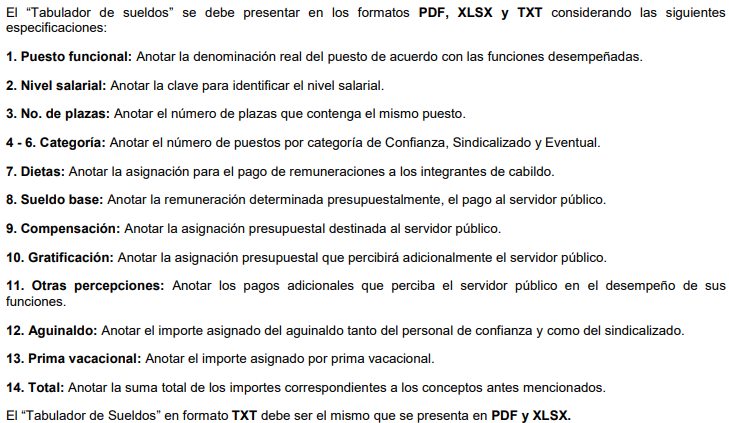 El “Tabulador de sueldos” se debe presentar en los formatos PDF, XLSX y TXT considerando las siguientes
especificaciones:
1. Puesto funcional: Anotar la denominación real del puesto de acuerdo con las funciones desempeñadas.
2. Nivel salarial: Anotar la clave para identificar el nivel salarial.
3. No. de plazas: Anotar el número de plazas que contenga el mismo puesto.
4 - 6. Categoría: Anotar el número de puestos por categoría de Confianza, Sindicalizado y Eventual.
7. Dietas: Anotar la asignación para el pago de remuneraciones a los integrantes de cabildo.
8. Sueldo base: Anotar la remuneración determinada presupuestalmente, el pago al servidor público.
9. Compensación: Anotar la asignación presupuestal destinada al servidor público.
10. Gratificación: Anotar la asignación presupuestal que percibirá adicionalmente el servidor público.
11. Otras percepciones: Anotar los pagos adicionales que perciba el servidor público en el desempeño de sus
funciones.
12. Aguinaldo: Anotar el importe asignado del aguinaldo tanto del personal de confianza y como del sindicalizado.
13. Prima vacacional: Anotar el importe asignado por prima vacacional.
14. Total: Anotar la suma total de los importes correspondientes a los conceptos antes mencionados.
El “Tabulador de Sueldos” en formato TXT debe ser el mismo que se presenta en PDF y XLSX.